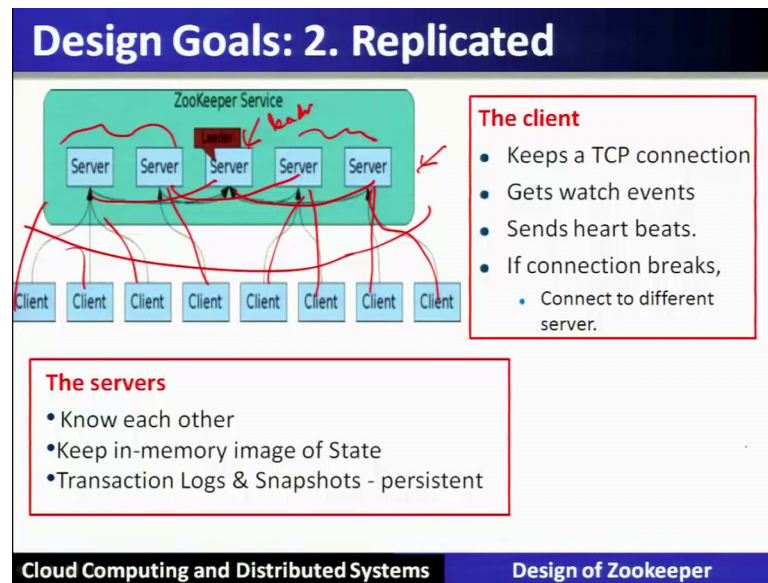 Design Goals: 2. Replicated
ZooKeeper Service
Leader
Server Server Server Server Server
Client Client Client Client Client Client Client Client
The client
• Keeps a TCP connection
• Gets watch events
• Sends heart beats.
• If connection breaks,
• Connect to different
server.
The servers
• Know each other
•Keep in-memory image of State
•Transaction Logs & Snapshots - persistent
Cloud Computing and Distributed Systems
Design of Zookeeper